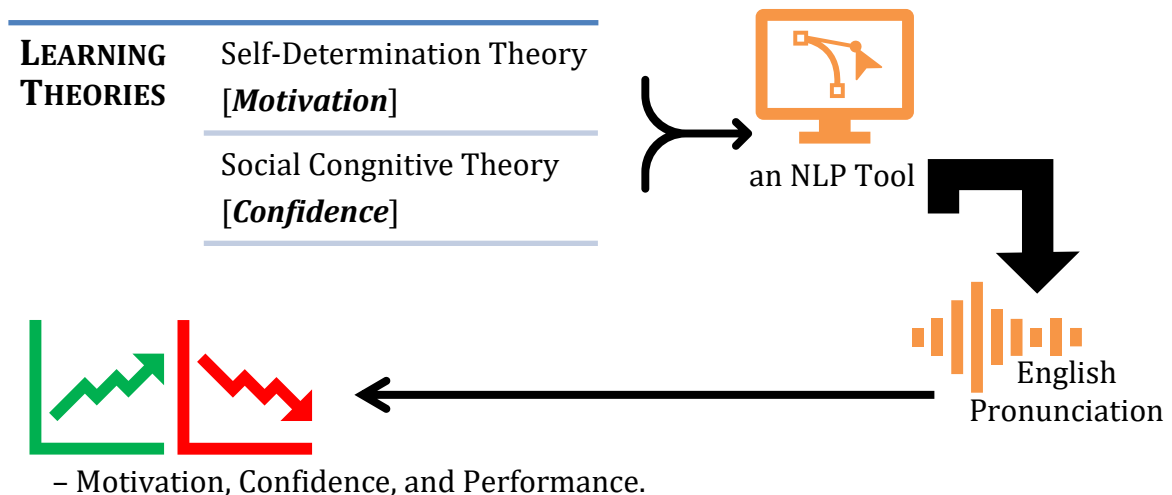 LEARNING
THEORIES
Self-Determination Theory
[Motivation]
Social Congnitive Theory
[Confidence]
an NLP Tool
English
Pronunciation
– Motivation, Confidence, and Performance.